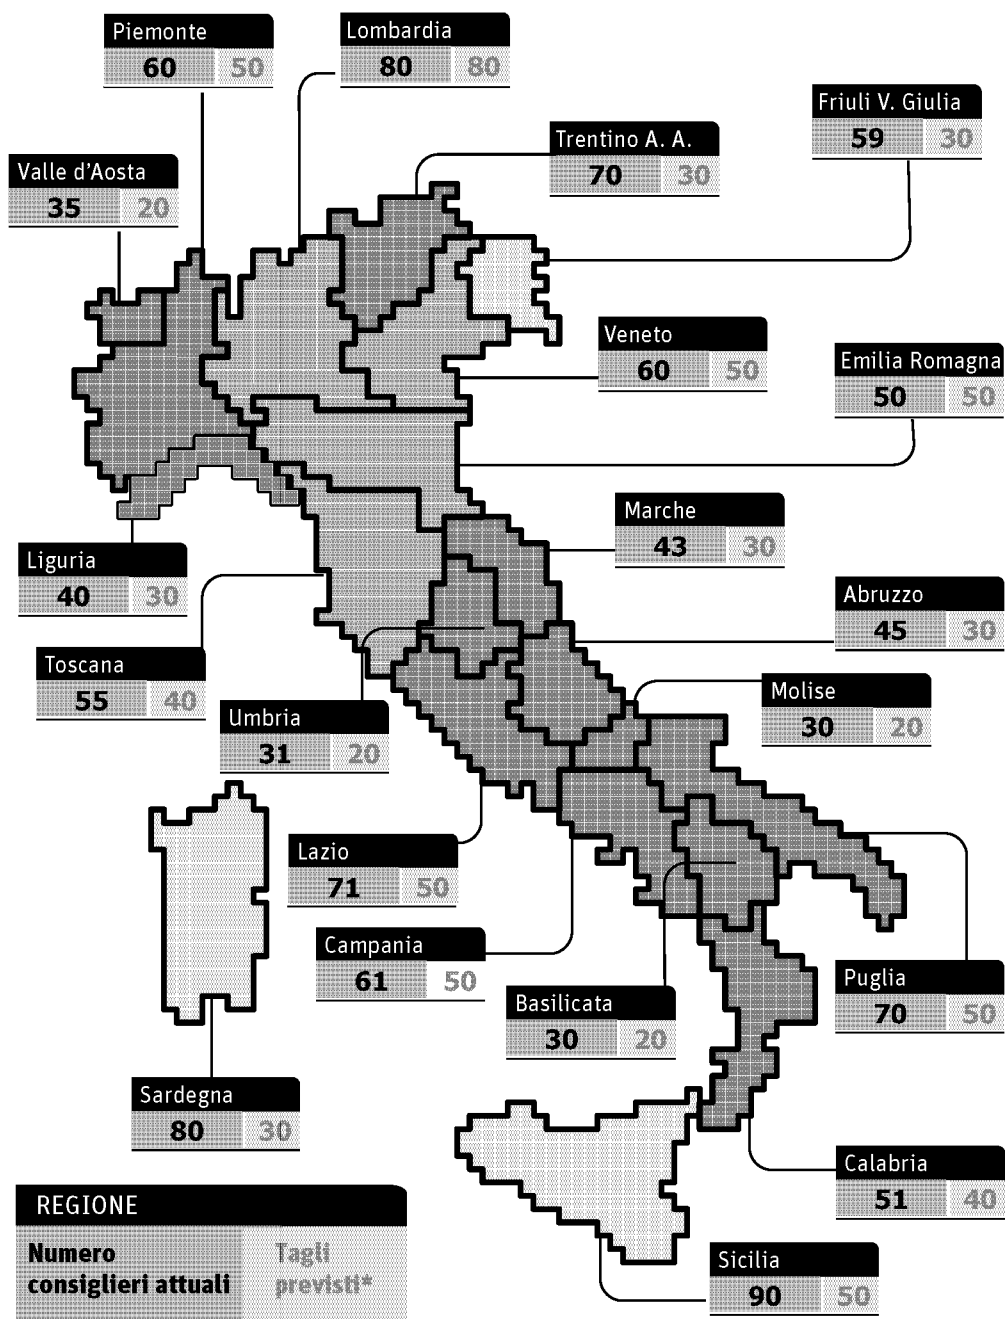 Piemonte
60 50
Lombardia
80 80
Friuli V. Giulia
59 30
Trentino A. A.
70 30
Valle d'Aosta
35 20
Veneto
60 50
Emilia Romagna
50 50
Marche
43 30
Liguria
40 30
Abruzzo
45 30
Toscana
55 40
Molise
30 20
Umbria
31 20
Lazio
71 50
Campania
61 50
Puglia
70 50
Basilicata
30 20
Sardegna
80 30
Calabria
51 40
Sicilia
90 50
REGIONE
Numero Tagli
consiglieri attuali previsti*